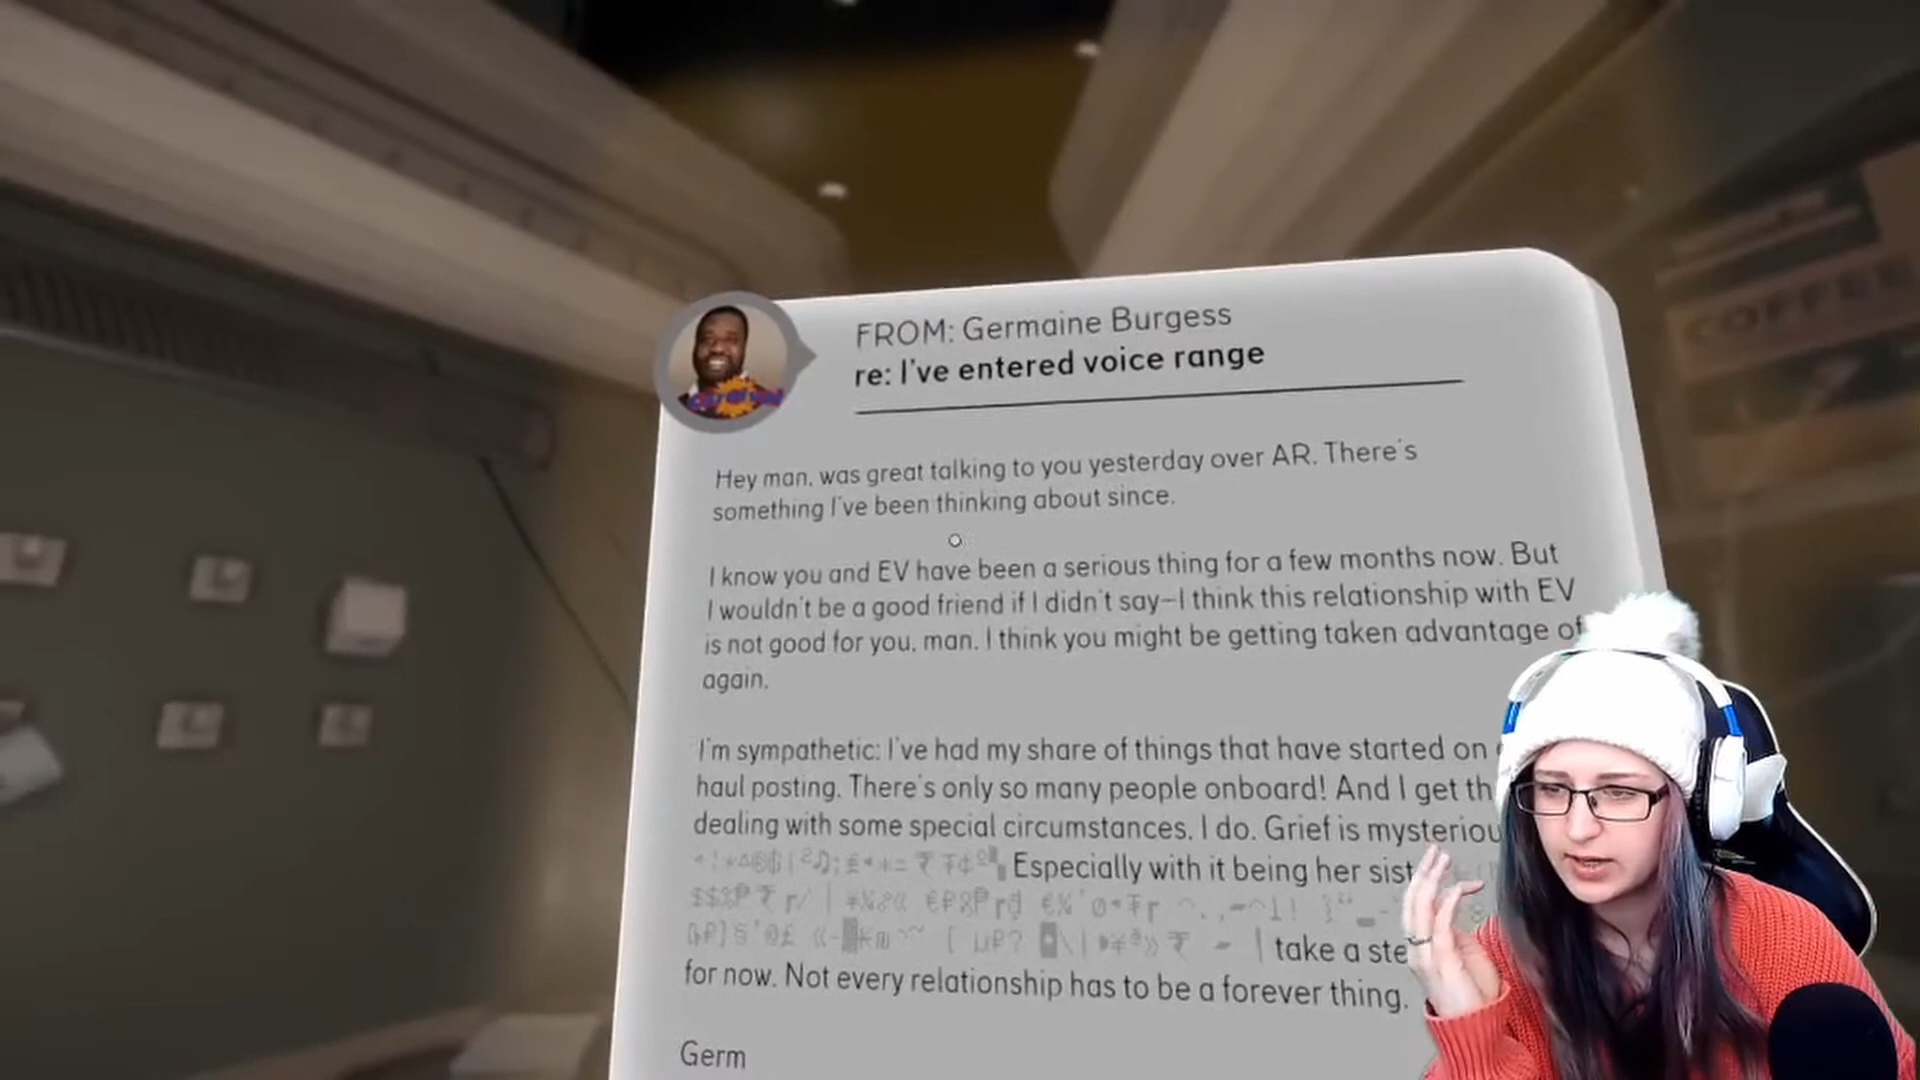 FROM: Germaine Burgess
re: I've entered voice range
Hey man, was great talking to you yesterday over AR. There's
something I've been thinking about since.
I know you and EV have been a serious thing for a few months now. But
I wouldn't be a good friend if I didn't say—I think this relationship with EV
is not good for you, man. I think you might be getting taken advantage of
again.
I'm sympathetic: I've had my share of things that have started on
haul posting. There's only so many people onboard! And I get
dealing with some special circumstances. I do. Grief is
Especially with it being her
take a
for now. Not every relationship has to be a forever thing.
Germ
COFFEE